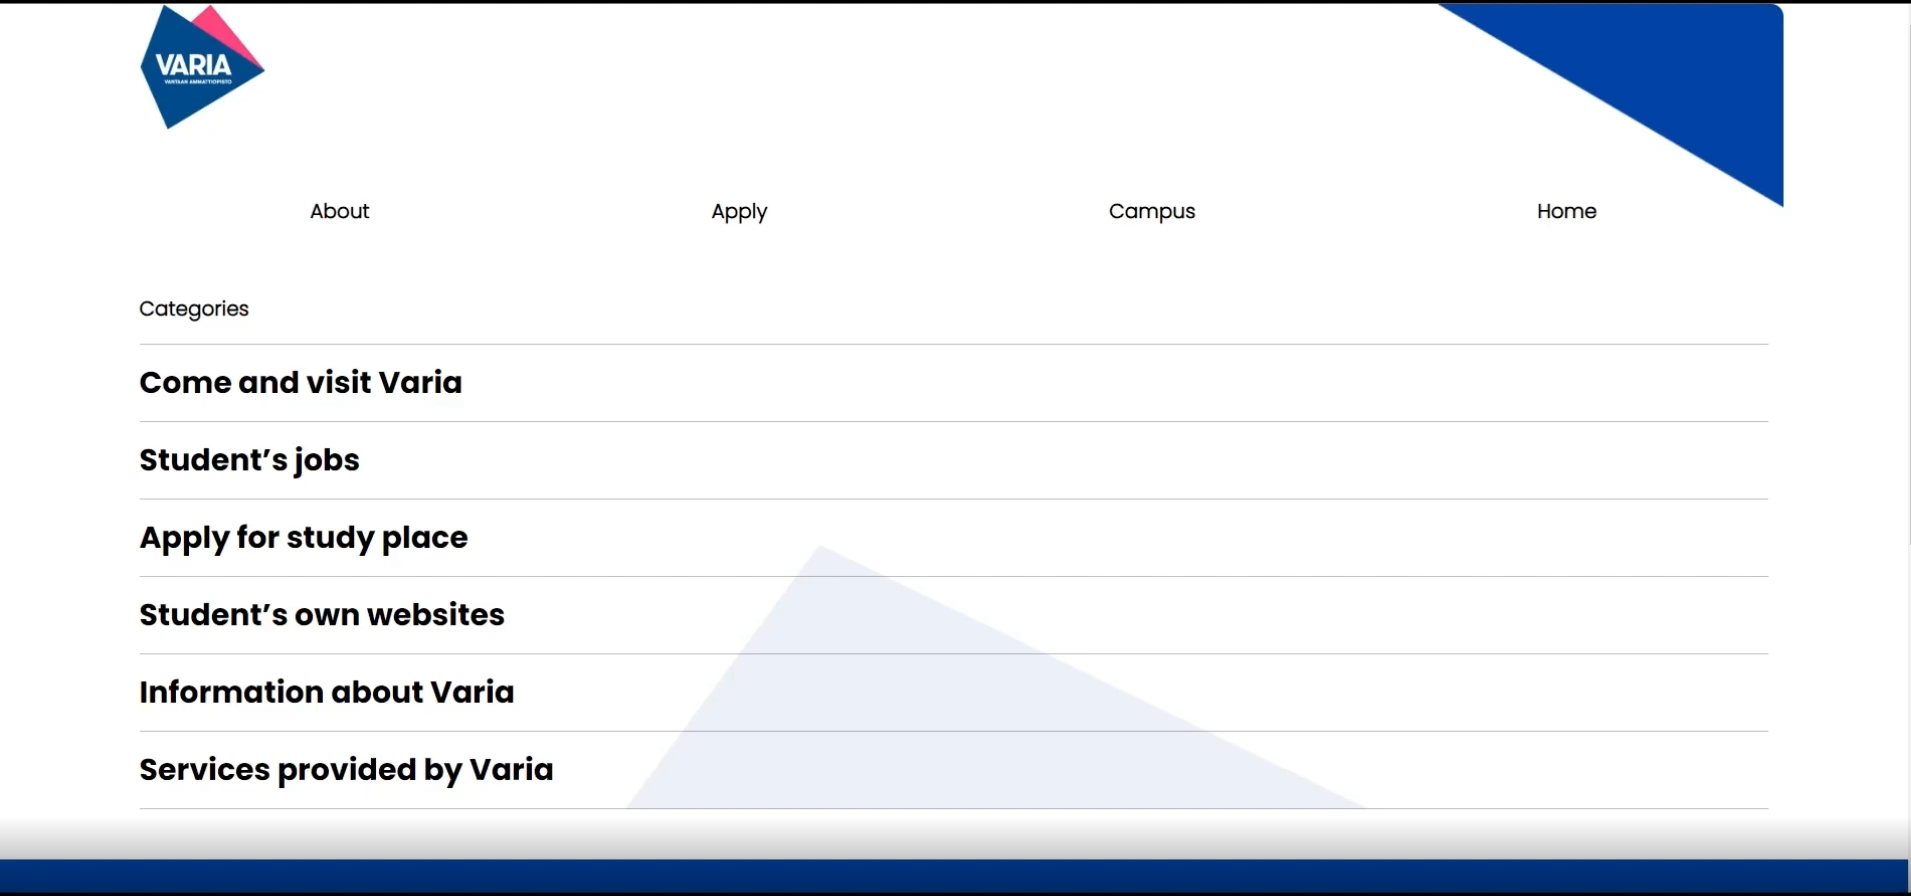 VARIA
VANTAAN AMMATTIOPISTO
About Apply Campus Home
Categories
Come and visit Varia
Student’s jobs
Apply for study place
Student’s own websites
Information about Varia
Services provided by Varia